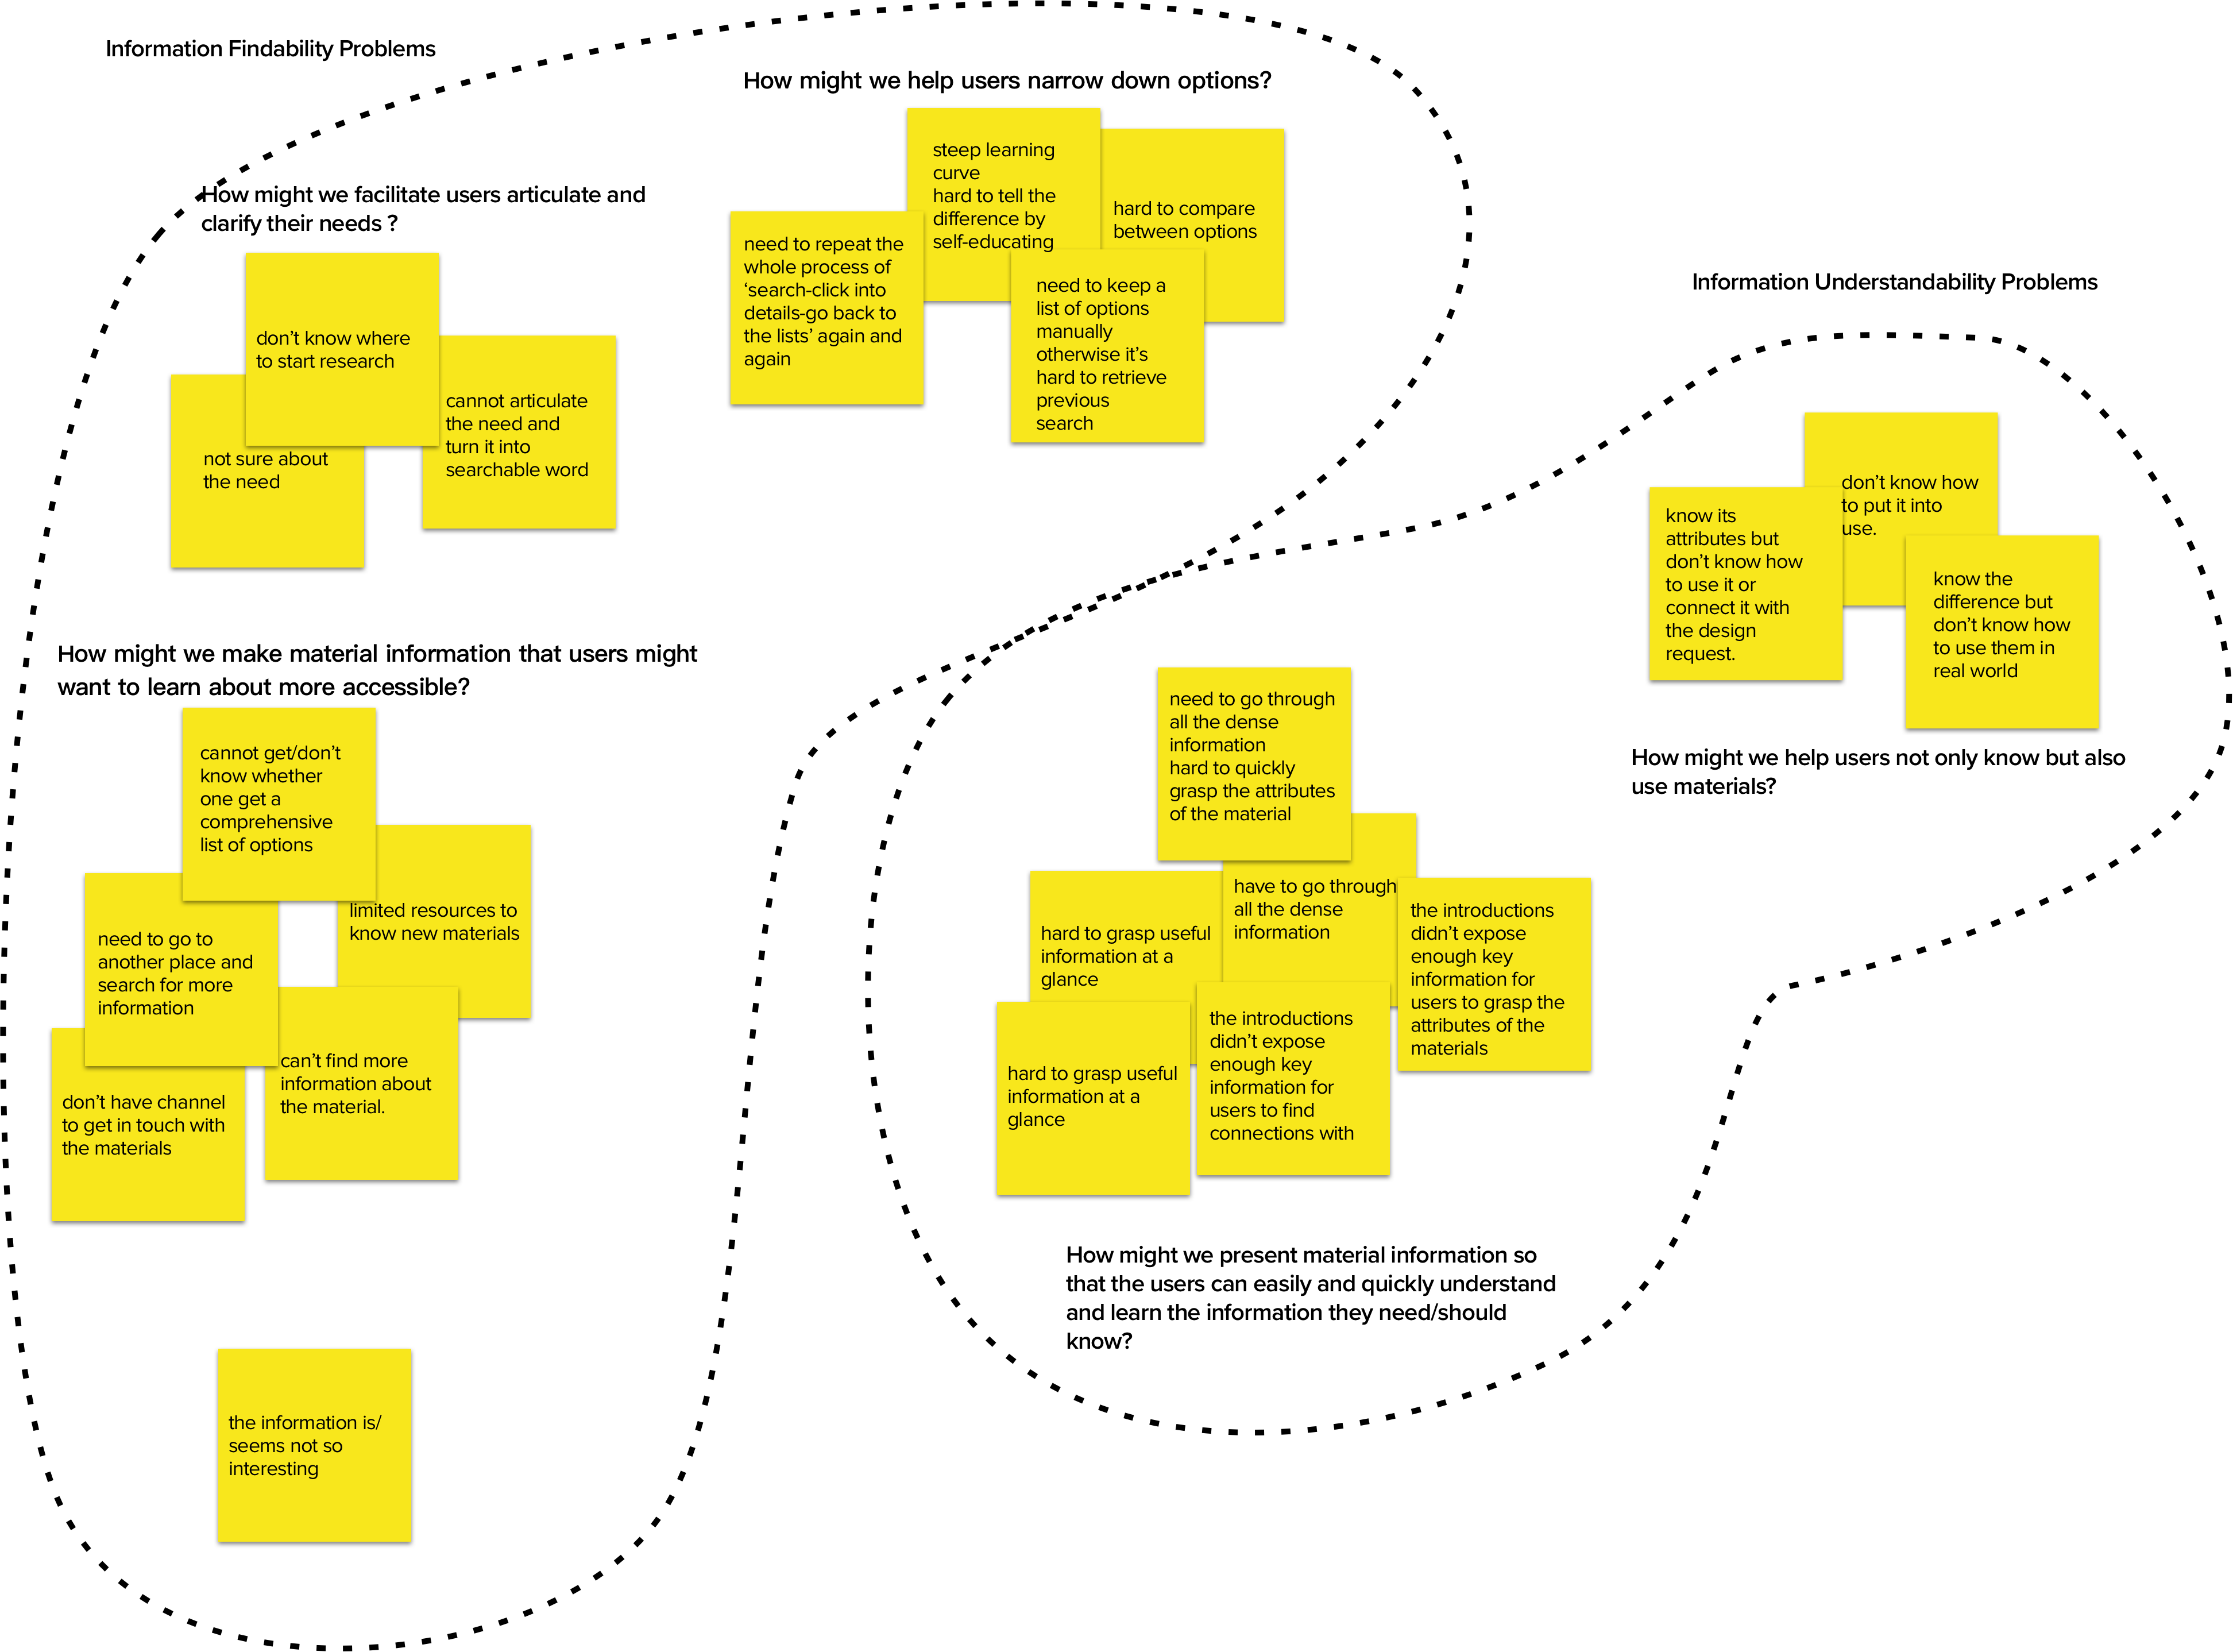 Information Findability Problems
How might we help users narrow down options?
steep learning
curve
hard to tell the
difference by
self-educating
hard to compare
between options
need to repeat the
whole process of
‘search-click into
details-go back to
the lists’ again and
again
need to keep a
list of options
manually
otherwise it’s
hard to retrieve
previous
search
How might we facilitate users articulate and
clarify their needs ?
don’t know where
to start research
cannot articulate
the need and
turn it into
searchable word
not sure about
the need
How might we make material information that users might
want to learn about more accessible?
cannot get/don’t
know whether
one get a
comprehensive
list of options
limited resources to
know new materials
need to go to
another place and
search for more
information
can’t find more
information about
the material.
don’t have channel
to get in touch with
the materials
the information is/
seems not so
interesting
Information Understandability Problems
don’t know how
to put it into
use.
know its
attributes but
don’t know how
to use it or
connect it with
the design
request.
know the
difference but
don’t know how
to use them in
real world
How might we help users not only know but also
use materials?
need to go through
all the dense
information
hard to quickly
grasp the attributes
of the material
have to go through
all the dense
information
hard to grasp useful
information at a
glance
the introductions
didn’t expose
enough key
information for
users to grasp the
attributes of the
materials
hard to grasp useful
information at a
glance
the introductions
didn’t expose
enough key
information for
users to find
connections with
How might we present material information so
that the users can easily and quickly understand
and learn the information they need/should
know?